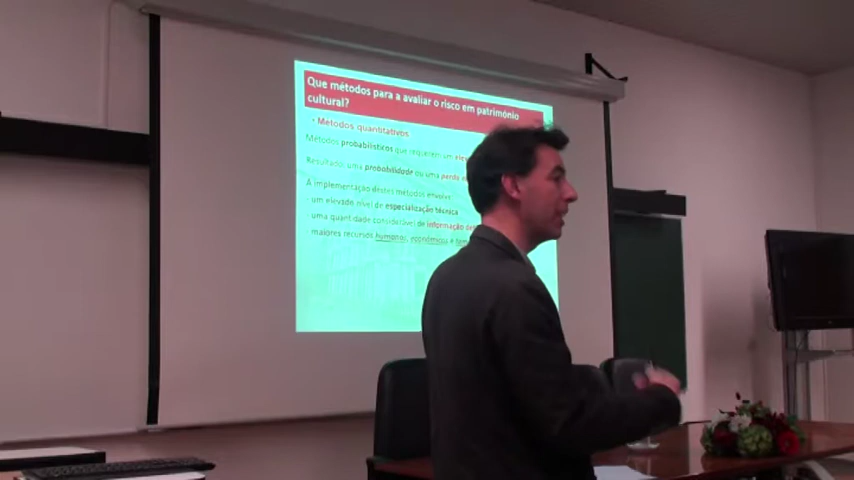 Que métodos para a avaliar o risco em património
cultural?
• Métodos quantitativos
Métodos probabilísticos que requerem um
Resultado: uma probabilidade ou uma perda
A implementação destes métodos envolve
- um elevado nível de especialização técnica
- uma quantidade considerável de informação
- maiores recursos humanos, económicos e